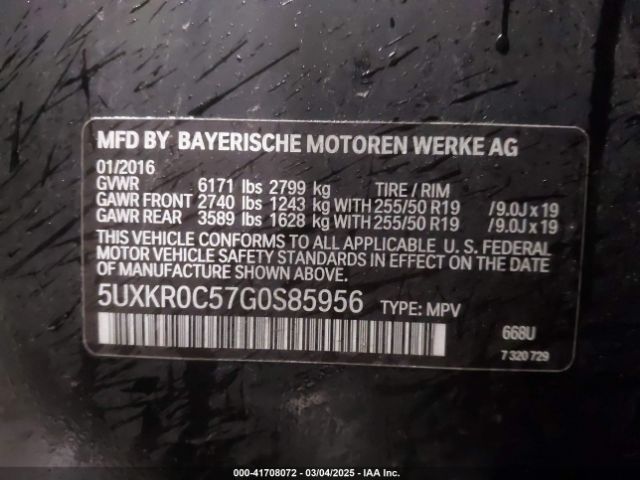 MFD BY BAYERISCHE MOTOREN WERKE AG
01/2016
GVWR 6171 lbs 2799 kg TIRE / RIM
GAWR FRONT 2740 lbs 1243 kg WITH 255/50 R19 /9.0J x 19
GAWR REAR 3589 lbs 1628 kg WITH 255/50 R19 /9.0J x 19
THIS VEHICLE CONFORMS TO ALL APPLICABLE U. S. FEDERAL
MOTOR VEHICLE SAFETY STANDARDS IN EFFECT ON THE DATE OF
MANUFACTURE SHOWN ABOVE.
5UXKR0C57G0S85956 TYPE: MPV
668U
7 320 729
000-41708072 - 03/04/2025 - IAA Inc.